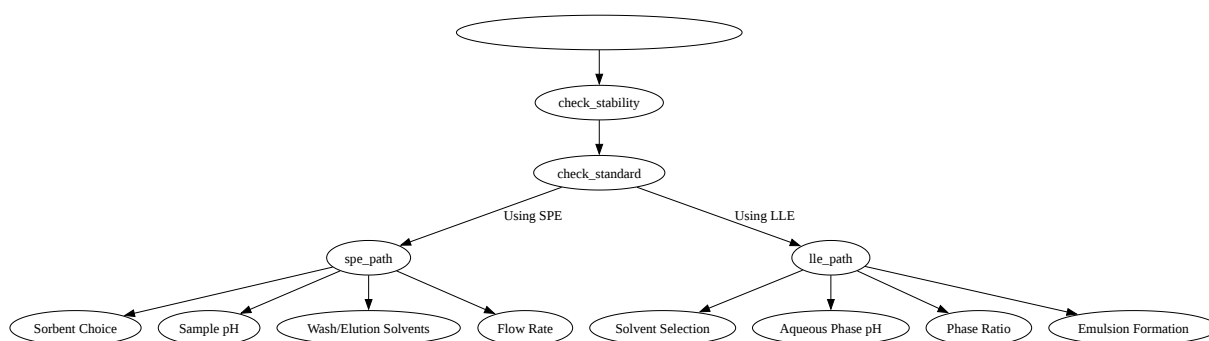 check_stability
check_standard
Using SPE
Using LLE
spe_path
lle_path
Sorbent Choice
Sample pH
Wash/Elution Solvents
Flow Rate
Solvent Selection
Aqueous Phase pH
Phase Ratio
Emulsion Formation